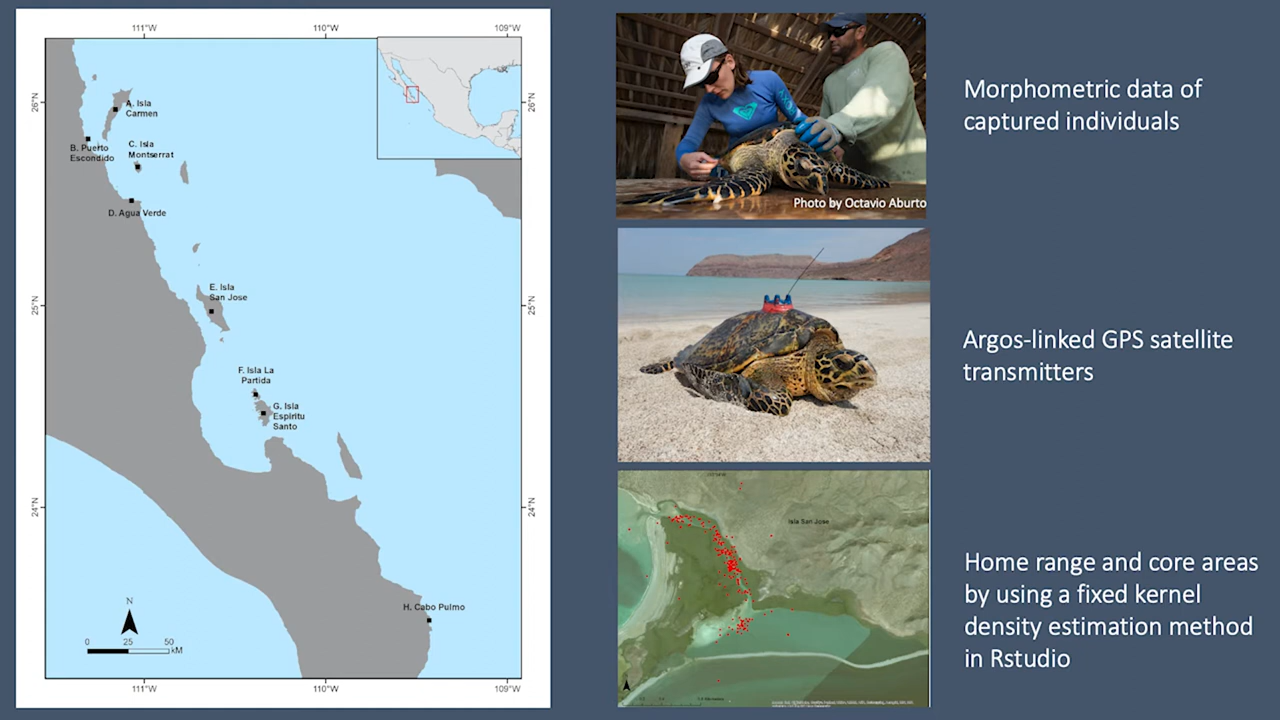 111°W
110°W
109°W
26°N
26°N
A. Isla
Carmen
B. Puerto
Escondido
C. Isla
Montserrat
D. Agua Verde
25°N
25°N
E. Isla
San Jose
F. Isla La
Partida
G. Isla
Espiritu
Santo
24°N
24°N
H. Cabo Pulmo
N
0 25 50
kM
111°W
110°W
109°W
Photo by Octavio Aburto
Morphometric data of
captured individuals
Argos-linked GPS satellite
transmitters
Isla San Jose
Home range and core areas
by using a fixed kernel
density estimation method
in Rstudio